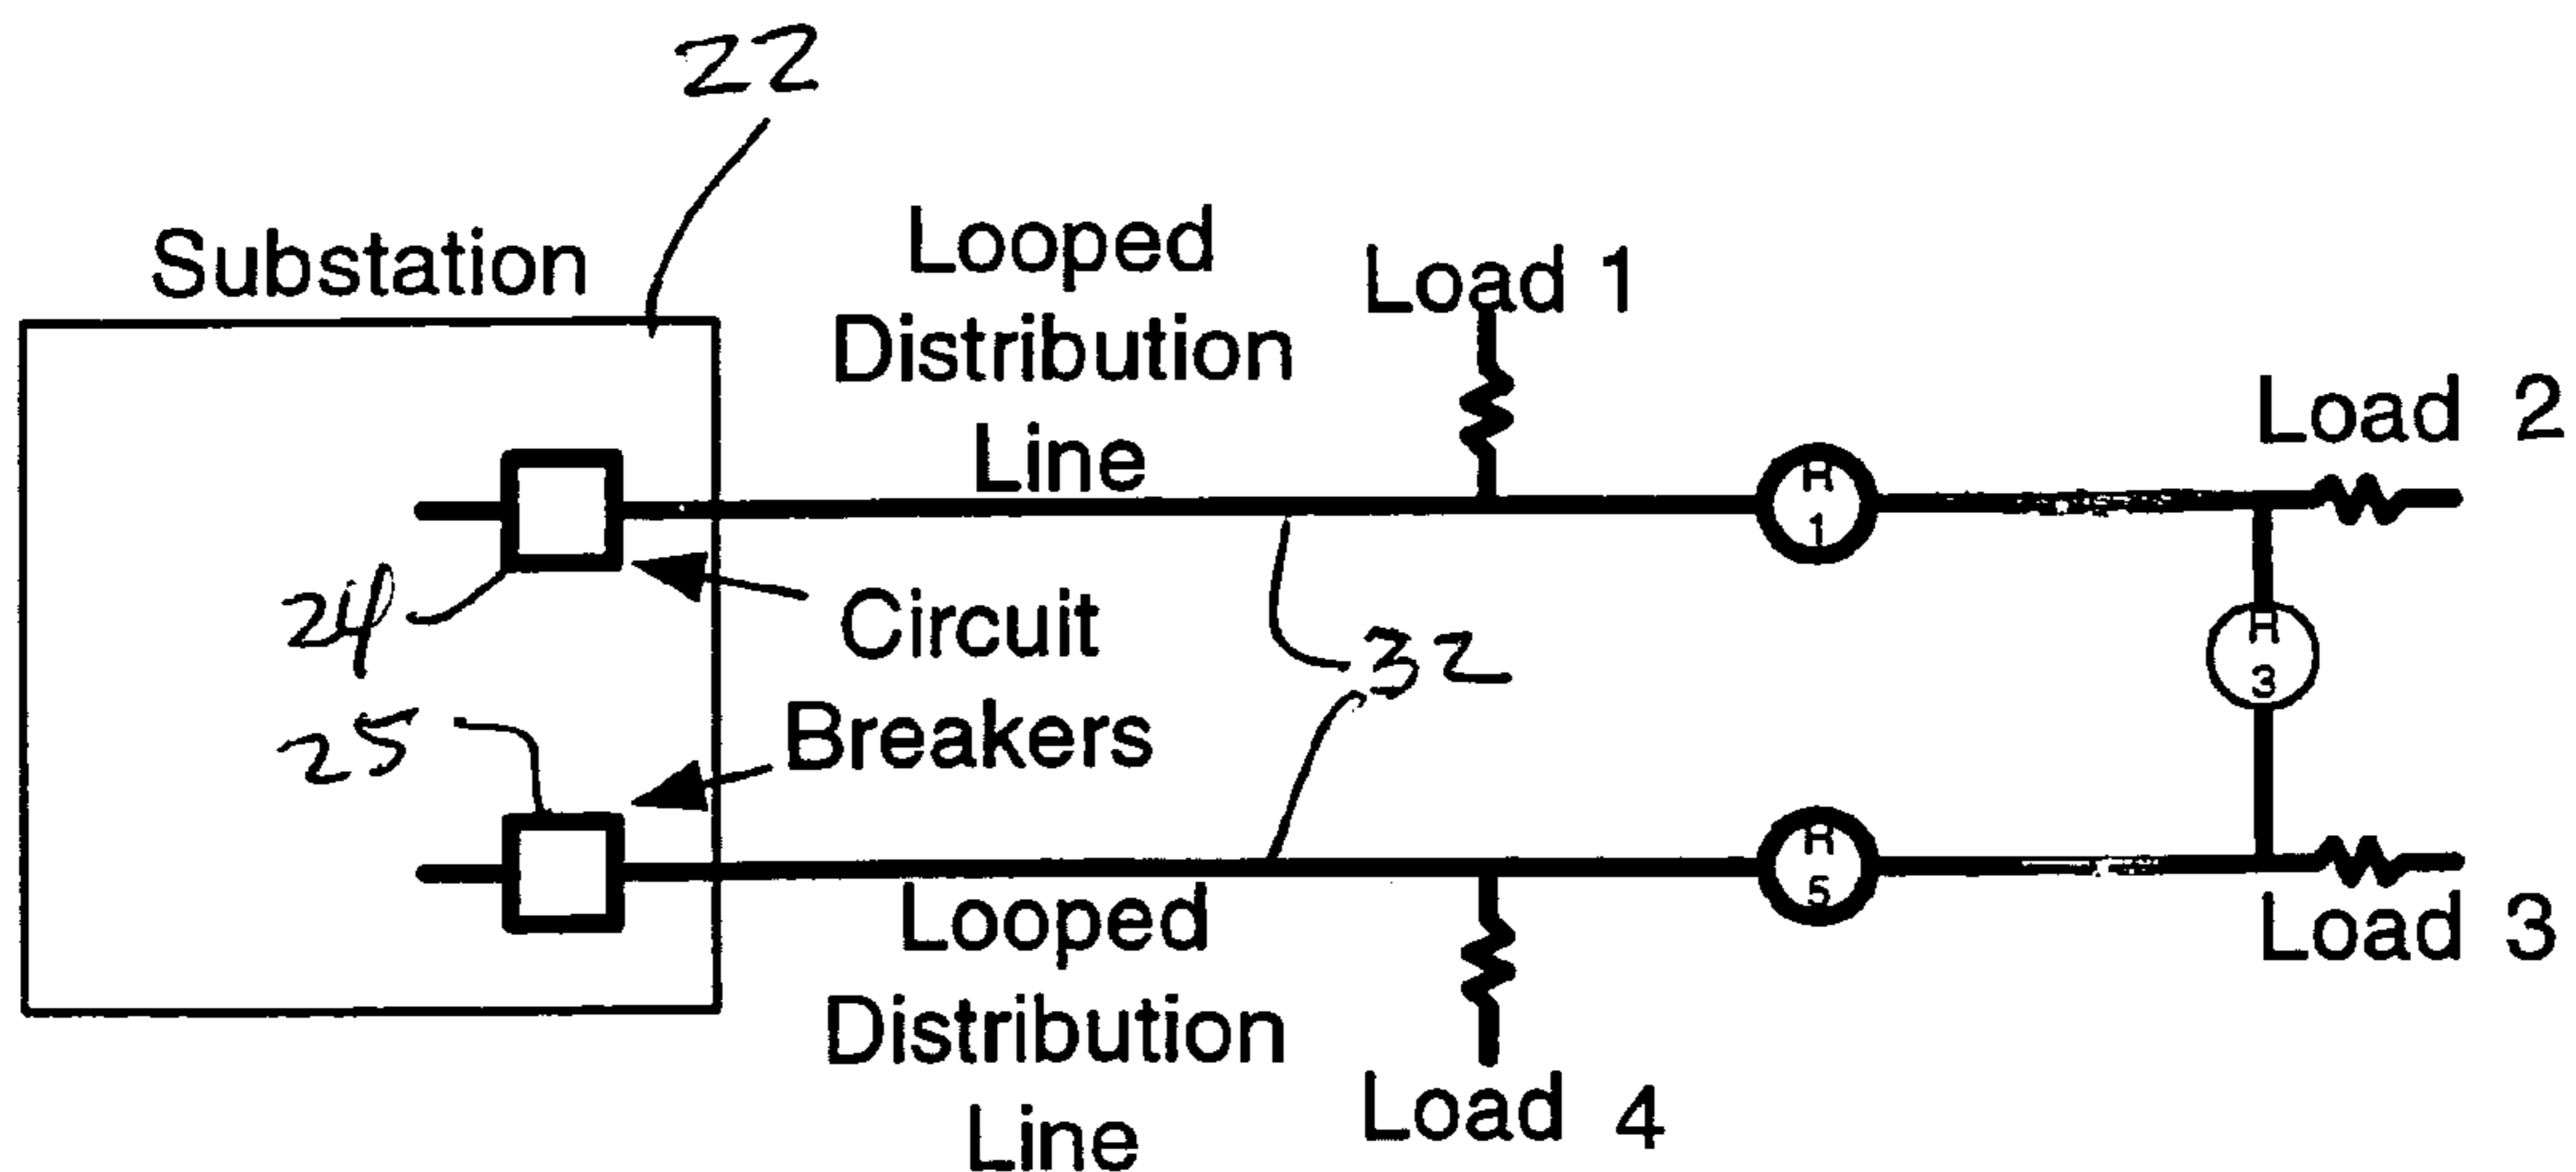 22
Substation
Looped
Distribution
Line
Load 1
Load 2
R
1
24
Circuit
Breakers
25
32
R
3
R
5
Looped
Distribution
Line
Load 4
Load 3